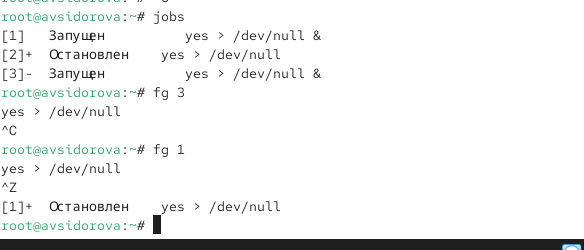 root@avsidorova:~# jobs
[1]   Запущен          yes > /dev/null &
[2]+  Остановлен    yes > /dev/null
[3]-  Запущен          yes > /dev/null &
root@avsidorova:~# fg 3
yes > /dev/null
^C
root@avsidorova:~# fg 1
yes > /dev/null
^Z
[1]+  Остановлен    yes > /dev/null
root@avsidorova:~#